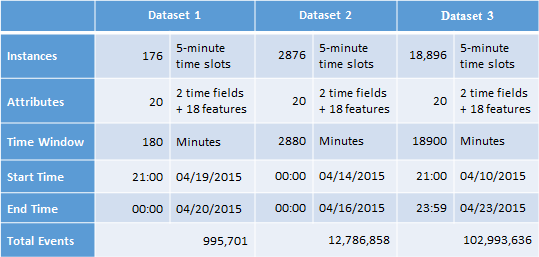 Dataset 1 Dataset 2 Dataset 3
Instances 176 5-minute time slots 2876 5-minute time slots 18,896 5-minute time slots
Attributes 20 2 time fields + 18 features 20 2 time fields + 18 features 20 2 time fields + 18 features
Time Window 180 Minutes 2880 Minutes 18900 Minutes
Start Time 21:00 04/19/2015 00:00 04/14/2015 21:00 04/10/2015
End Time 00:00 04/20/2015 00:00 04/16/2015 23:59 04/23/2015
Total Events 995,701 12,786,858 102,993,636